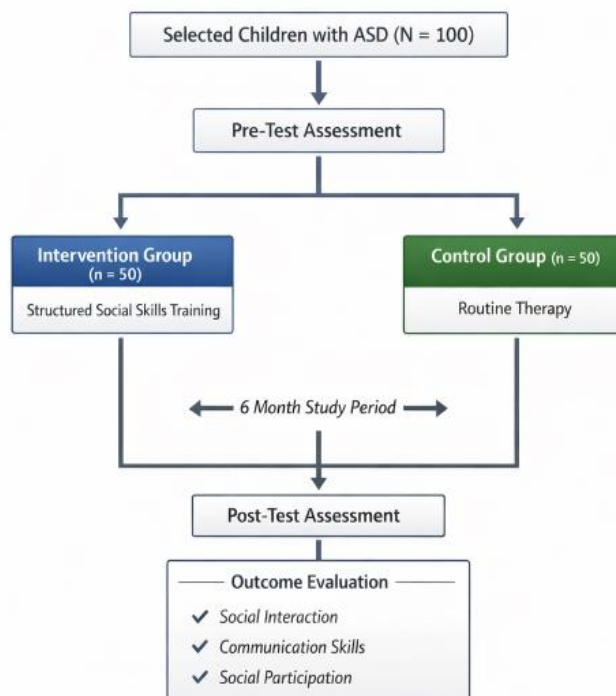 Selected Children with ASD (N = 100)
Pre-Test Assessment
Intervention Group
(n = 50)
Structured Social Skills Training
Control Group (n = 50)
Routine Therapy
6 Month Study Period
Post-Test Assessment
Outcome Evaluation
✓ Social Interaction
✓ Communication Skills
✓ Social Participation